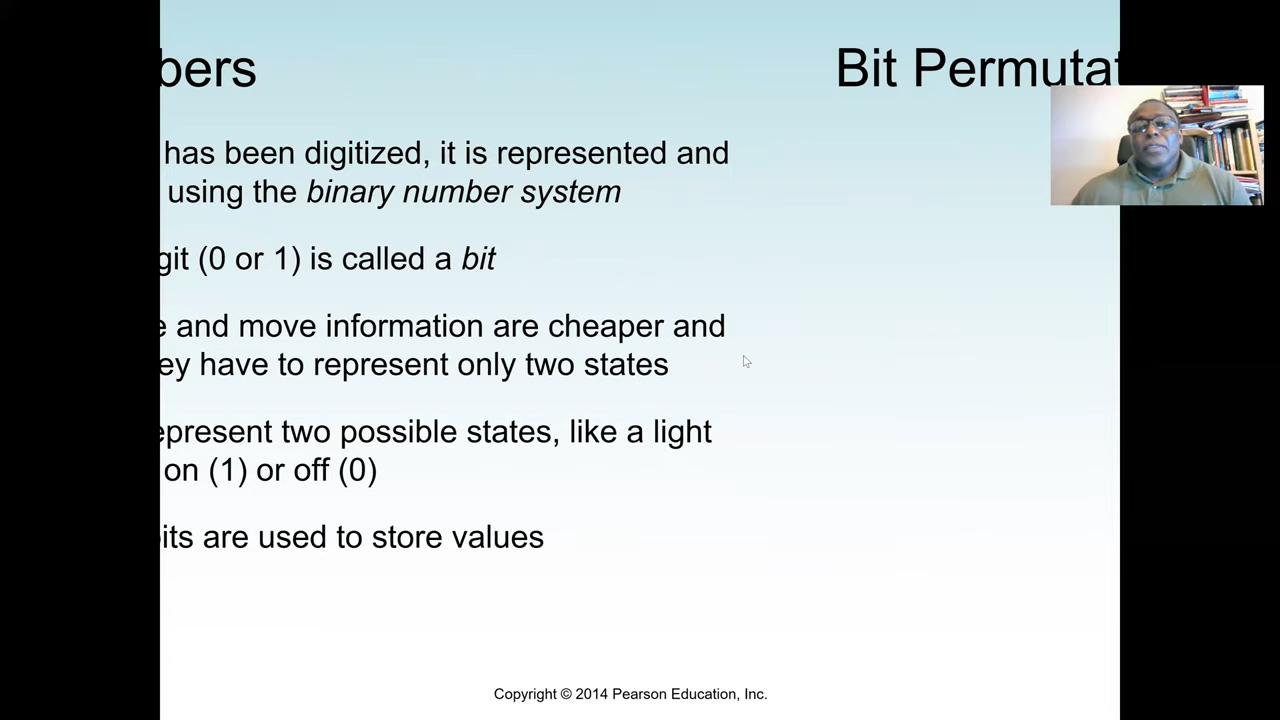 bers
Bit Permutat
has been digitized, it is represented and
using the binary number system
git (0 or 1) is called a bit
e and move information are cheaper and
ey have to represent only two states
epresent two possible states, like a light
on (1) or off (0)
its are used to store values
Copyright © 2014 Pearson Education, Inc.